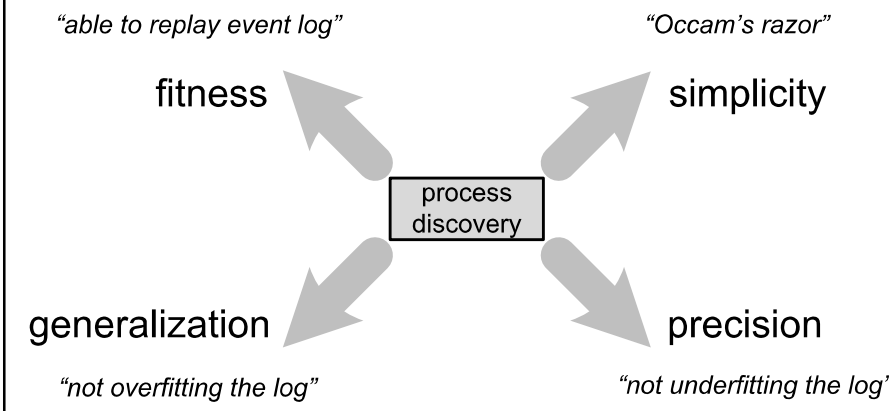 “able to replay event log”
“Occam’s razor”
fitness
simplicity
process
discovery
generalization
precision
“not overfitting the log”
“not underfitting the log’